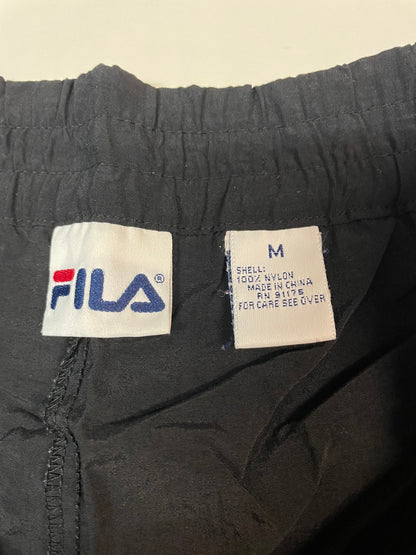 FILA®
M
SHELL:
100% NYLON
MADE IN CHINA
RN 91175
FOR CARE SEE OVER